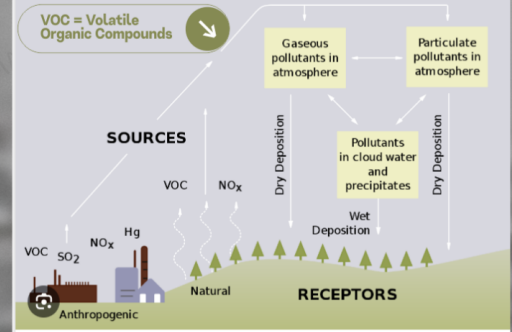 VOC = Volatile
Organic Compounds
Gaseous
pollutants in
atmosphere
Particulate
pollutants in
atmosphere
SOURCES
Dry Deposition
Pollutants
in cloud water
and
precipitates
Dry Deposition
VOC
NOx
Wet
Deposition
VOC
SO2
NOx
Hg
Natural
RECEPTORS
Anthropogenic